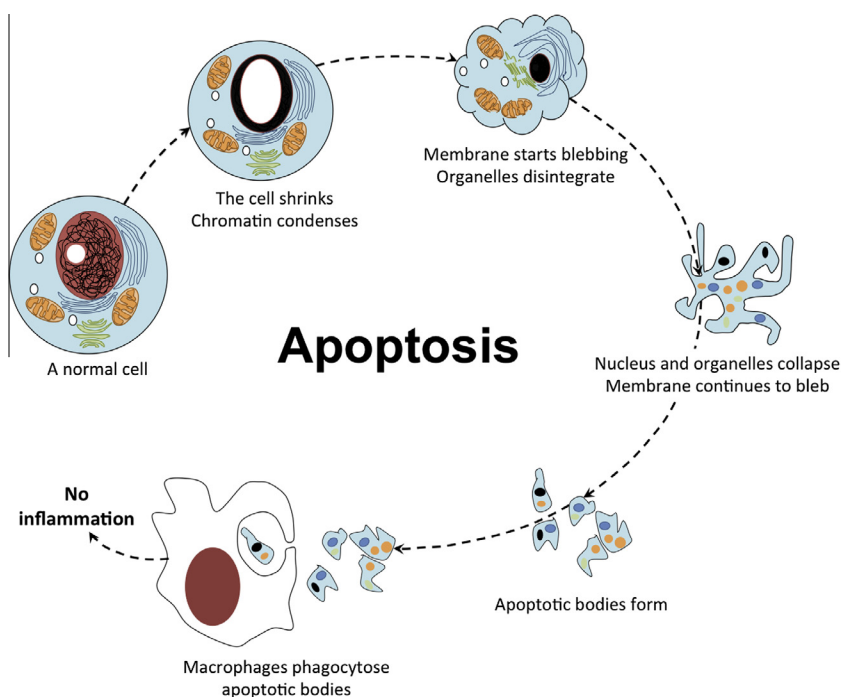 A normal cell
The cell shrinks
Chromatin condenses
Membrane starts blebbing
Organelles disintegrate
Apoptosis
Nucleus and organelles collapse
Membrane continues to bleb
Apoptotic bodies form
Macrophages phagocytose
apoptotic bodies
No
inflammation